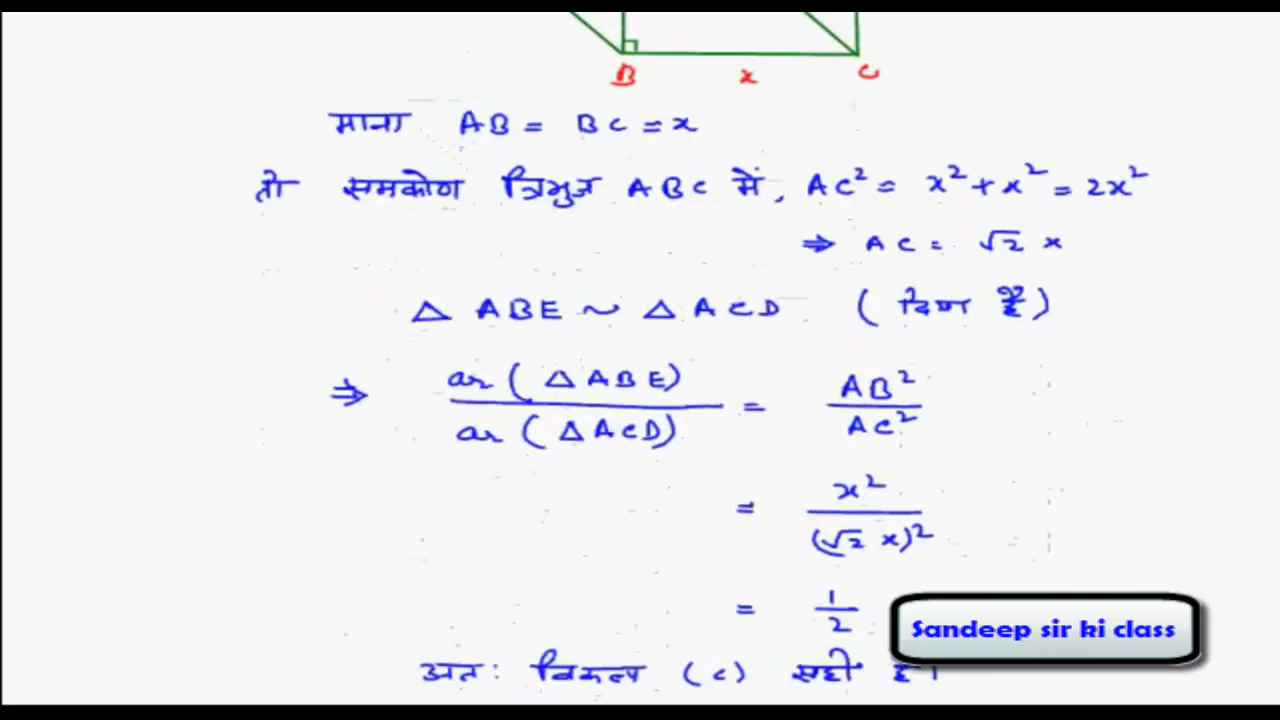 B x C
माना AB = BC = x
तो समकोण त्रिभुज ABC में, AC² = x² + x² = 2x²
⇒ AC = √2 x
△ ABE ~ △ ACD (दिया है)
⇒ ar (△ ABE) / ar (△ ACD) = AB² / AC²
= x² / (√2 x)²
= 1/2
Sandeep sir ki class
अतः विकल्प (c) सही है।